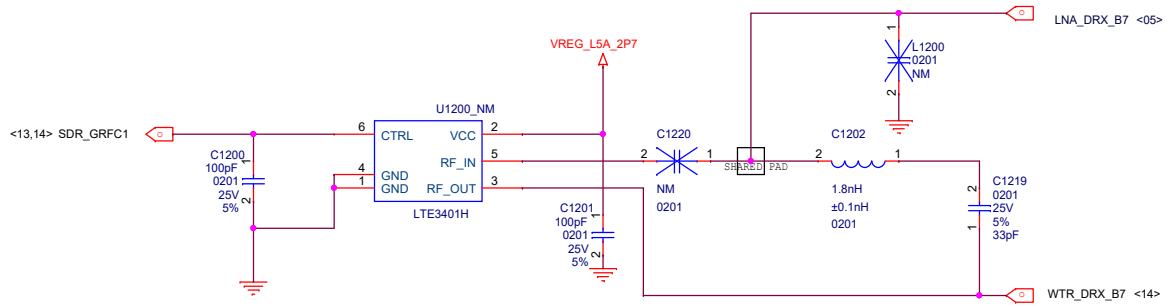 LNA_DRX_B7 <05>
1
L1200
0201
NM
2
VREG_L5A_2P7
U1200_NM
<13,14> SDR_GRFC1
6
CTRL
VCC
2
RF_IN
5
4
GND
1
GND
RF_OUT
3
LTE3401H
C1200
100pF
0201
25V
5%
1
2
C1201
100pF
0201
25V
5%
1
2
C1220
2
1
NM
0201
SHARED PAD
C1202
2
1
1.8nH
±0.1nH
0201
C1219
0201
25V
5%
33pF
2
1
WTR_DRX_B7 <14>